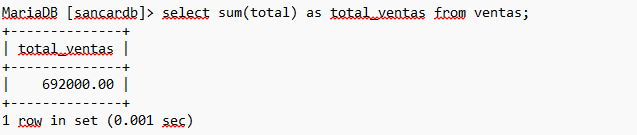 MariaDB [sancardb]> select sum(total) as total_ventas from ventas;
+--------------+
| total_ventas |
+--------------+
|    692000.00 |
+--------------+
1 row in set (0.001 sec)